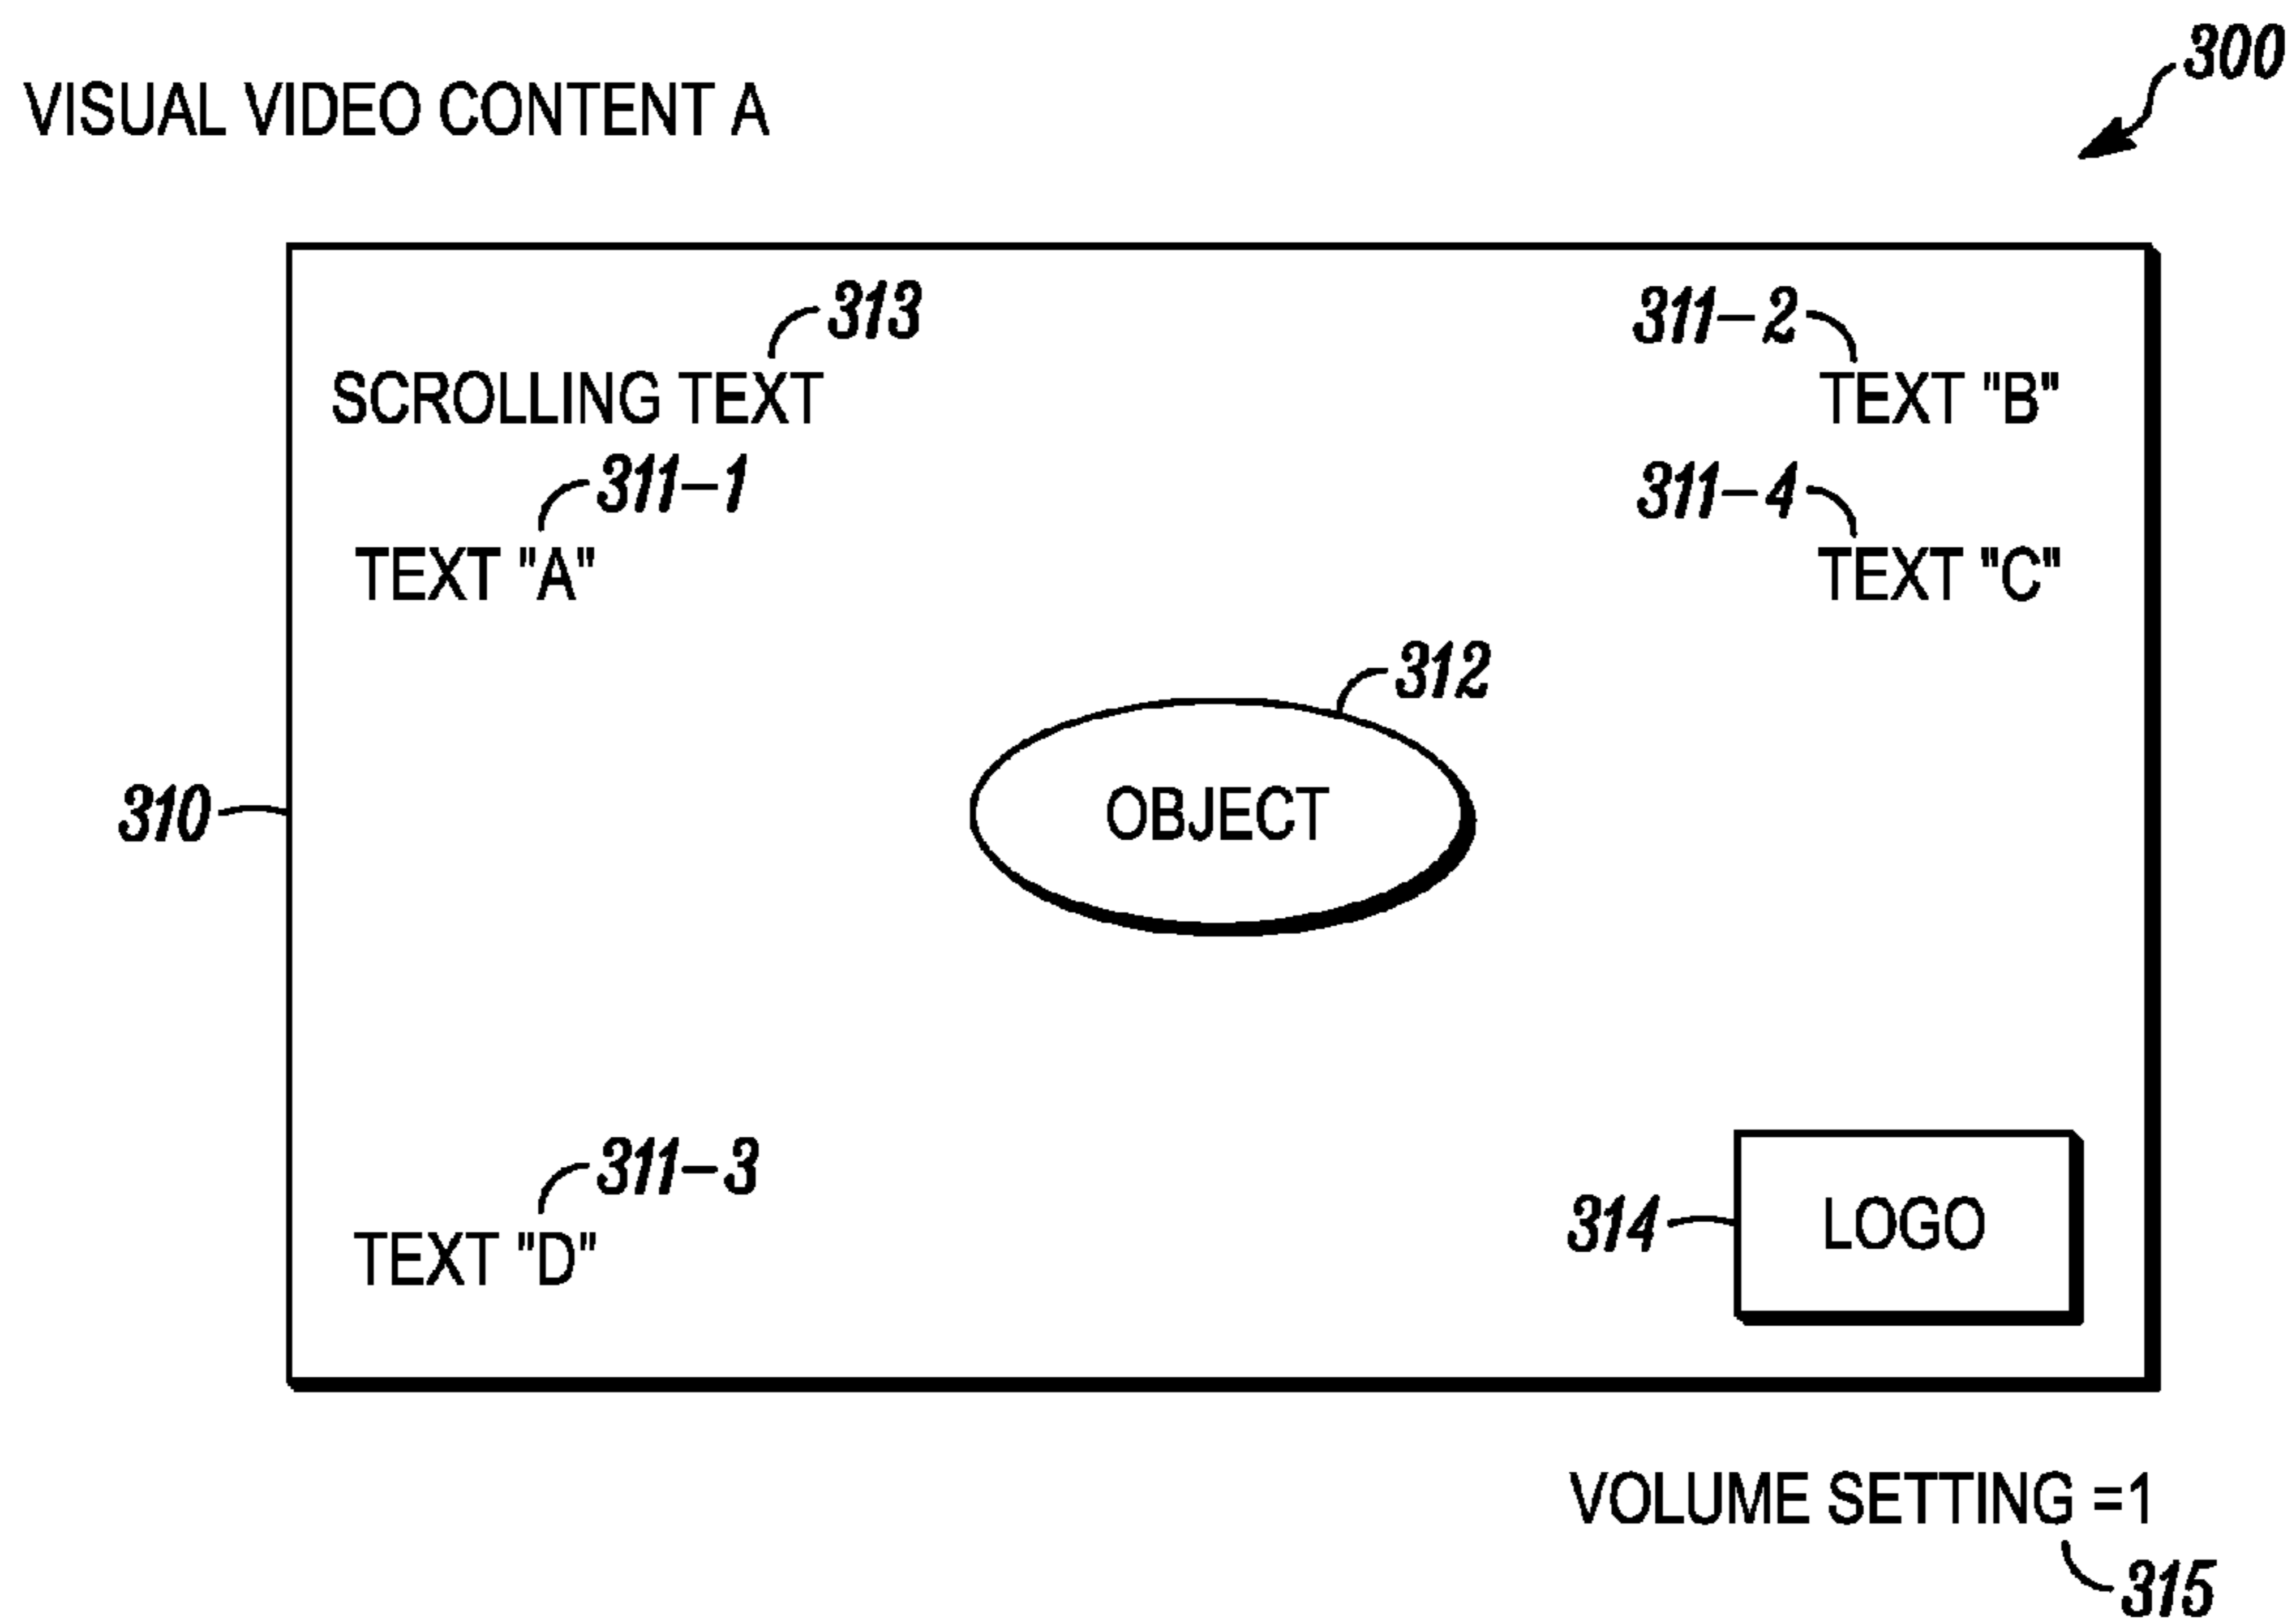 300
VISUAL VIDEO CONTENT A
313
311-2
SCROLLING TEXT
TEXT "B"
311-1
311-4
TEXT "A"
TEXT "C"
312
310
OBJECT
311-3
314
LOGO
TEXT "D"
VOLUME SETTING =1
315